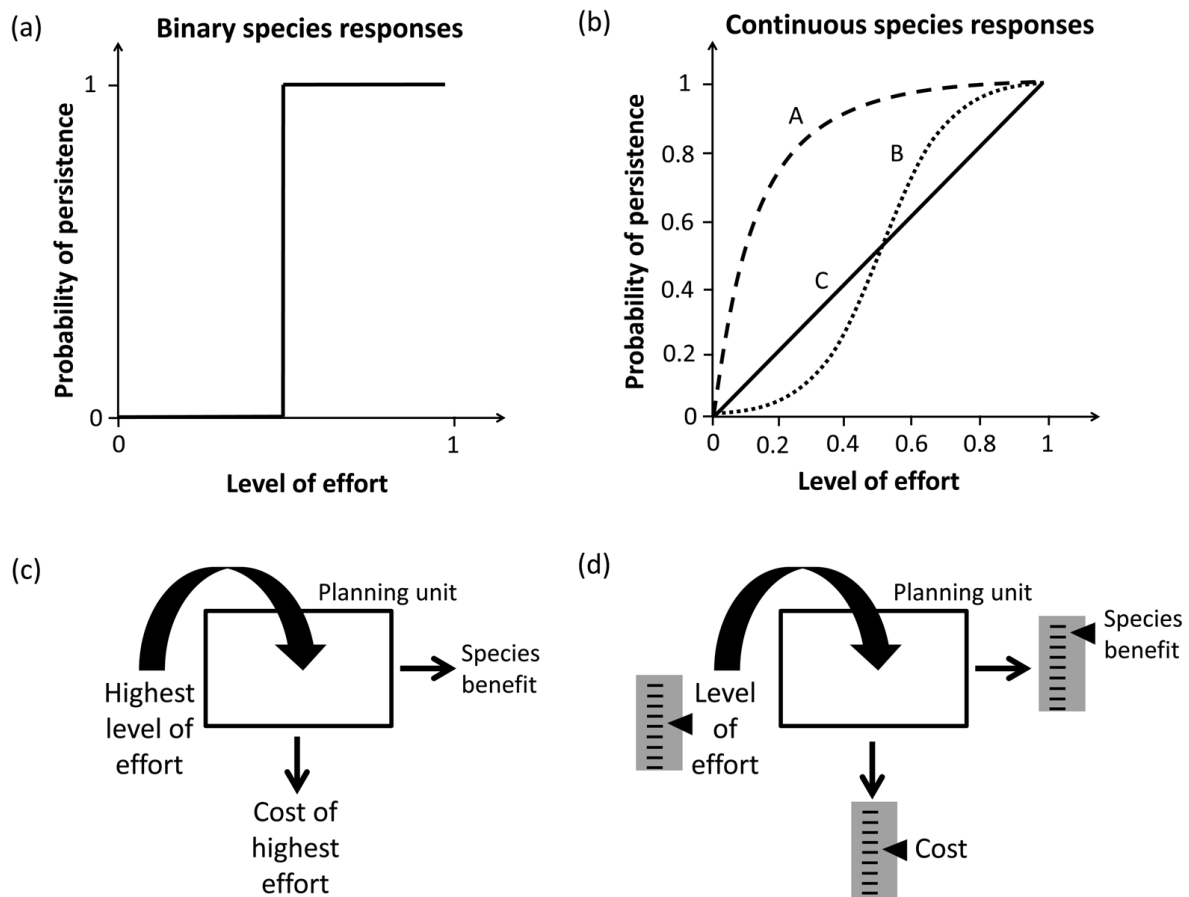 (a)
Binary species responses
Probability of persistence
1
0
0
1
Level of effort
(b)
Continuous species responses
Probability of persistence
1
0.8
0.6
0.4
0.2
0
A
B
C
0
0.2
0.4
0.6
0.8
1
Level of effort
(c)
Planning unit
Highest
level of
effort
Species
benefit
Cost of
highest
effort
(d)
Planning unit
Level
of
effort
Species
benefit
Cost